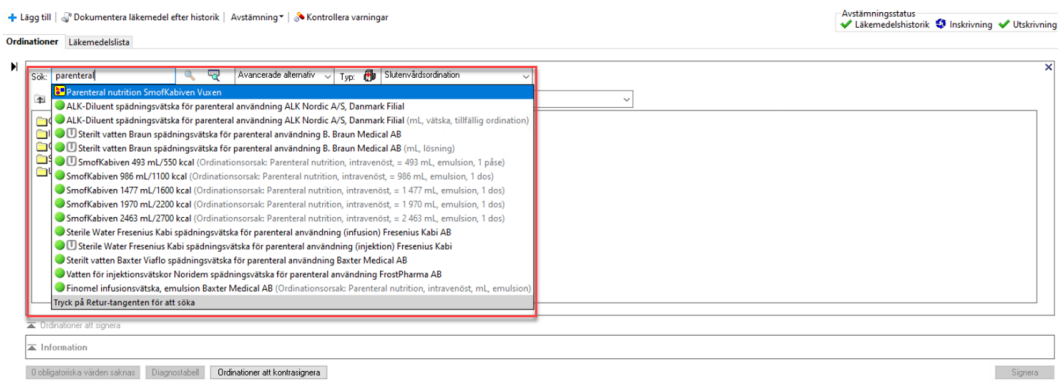 Lägg till Dokumentera läkemedel efter historik Avstämning Kontrollera varningar
Avstämningsstatus
Läkemedelshistorik Inskrivning Utskrivning
Ordinationer Läkemedelslista
Sök: parenteral Avancerade alternativ Typ: Slutenvårdsordination
Parenteral nutrition SmofKabiven Vuxen
ALK-Diluent spädningsvätska för parenteral användning ALK Nordic A/S, Danmark Filial
ALK-Diluent spädningsvätska för parenteral användning ALK Nordic A/S, Danmark Filial (mL, vätska, tillfällig ordination)
U Sterilt vatten Braun spädningsvätska för parenteral användning B. Braun Medical AB
U Sterilt vatten Braun spädningsvätska för parenteral användning B. Braun Medical AB (mL, lösning)
U SmofKabiven 493 mL/550 kcal (Ordinationsorsak: Parenteral nutrition, intravenöst, = 493 mL, emulsion, 1 påse)
SmofKabiven 986 mL/1100 kcal (Ordinationsorsak: Parenteral nutrition, intravenöst, = 986 mL, emulsion, 1 dos)
SmofKabiven 1477 mL/1600 kcal (Ordinationsorsak: Parenteral nutrition, intravenöst, = 1 477 mL, emulsion, 1 dos)
SmofKabiven 1970 mL/2200 kcal (Ordinationsorsak: Parenteral nutrition, intravenöst, = 1 970 mL, emulsion, 1 dos)
SmofKabiven 2463 mL/2700 kcal (Ordinationsorsak: Parenteral nutrition, intravenöst, = 2 463 mL, emulsion, 1 dos)
Sterile Water Fresenius Kabi spädningsvätska för parenteral användning (infusion) Fresenius Kabi AB
U Sterile Water Fresenius Kabi spädningsvätska för parenteral användning (injektion) Fresenius Kabi
Sterilt vatten Baxter Viaflo spädningsvätska för parenteral användning Baxter Medical AB
Vatten för injektionsvätskor Noridem spädningsvätska för parenteral användning FrostPharma AB
Finomel infusionsvätska, emulsion Baxter Medical AB (Ordinationsorsak: Parenteral nutrition, intravenöst, mL, emulsion)
Tryck på Retur-tangenten för att söka
Ordinationer att signera
Information
0 obligatoriska värden saknas Diagnostabell Ordinationer att kontrasignera Signera